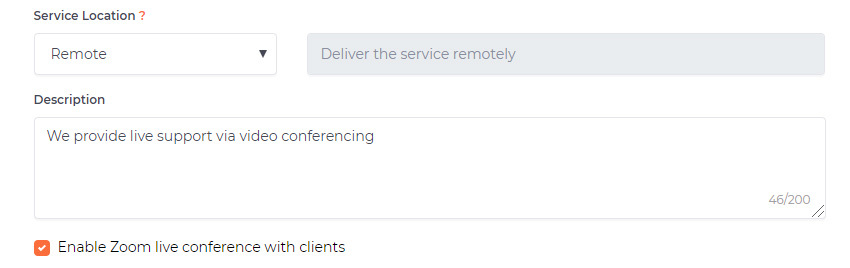 Service Location ?
Remote
Deliver the service remotely
Description
We provide live support via video conferencing
46/200
Enable Zoom live conference with clients